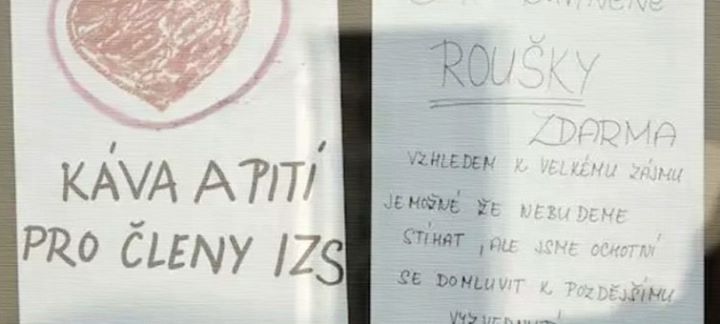 KÁVA A PITÍ
PRO ČLENY IZS
ROUŠKY
ZDARMA
VZHLEDEM K VELKÉMU ZÁJMU
JE MOŽNÉ ŽE NEBUDEME
STÍHAT, ALE JSME OCHOTNÍ
SE DOMLUVIT K POZDĚJŠÍMU